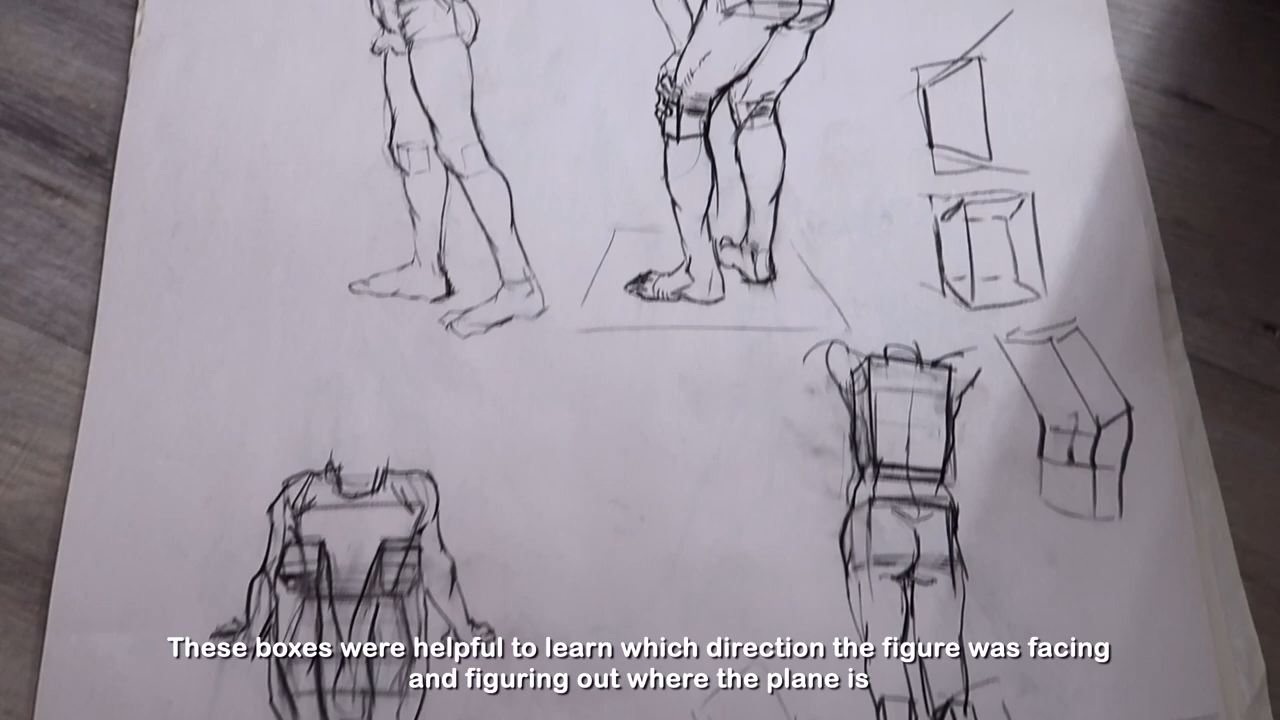 These boxes were helpful to learn which direction the figure was facing
and figuring out where the plane is